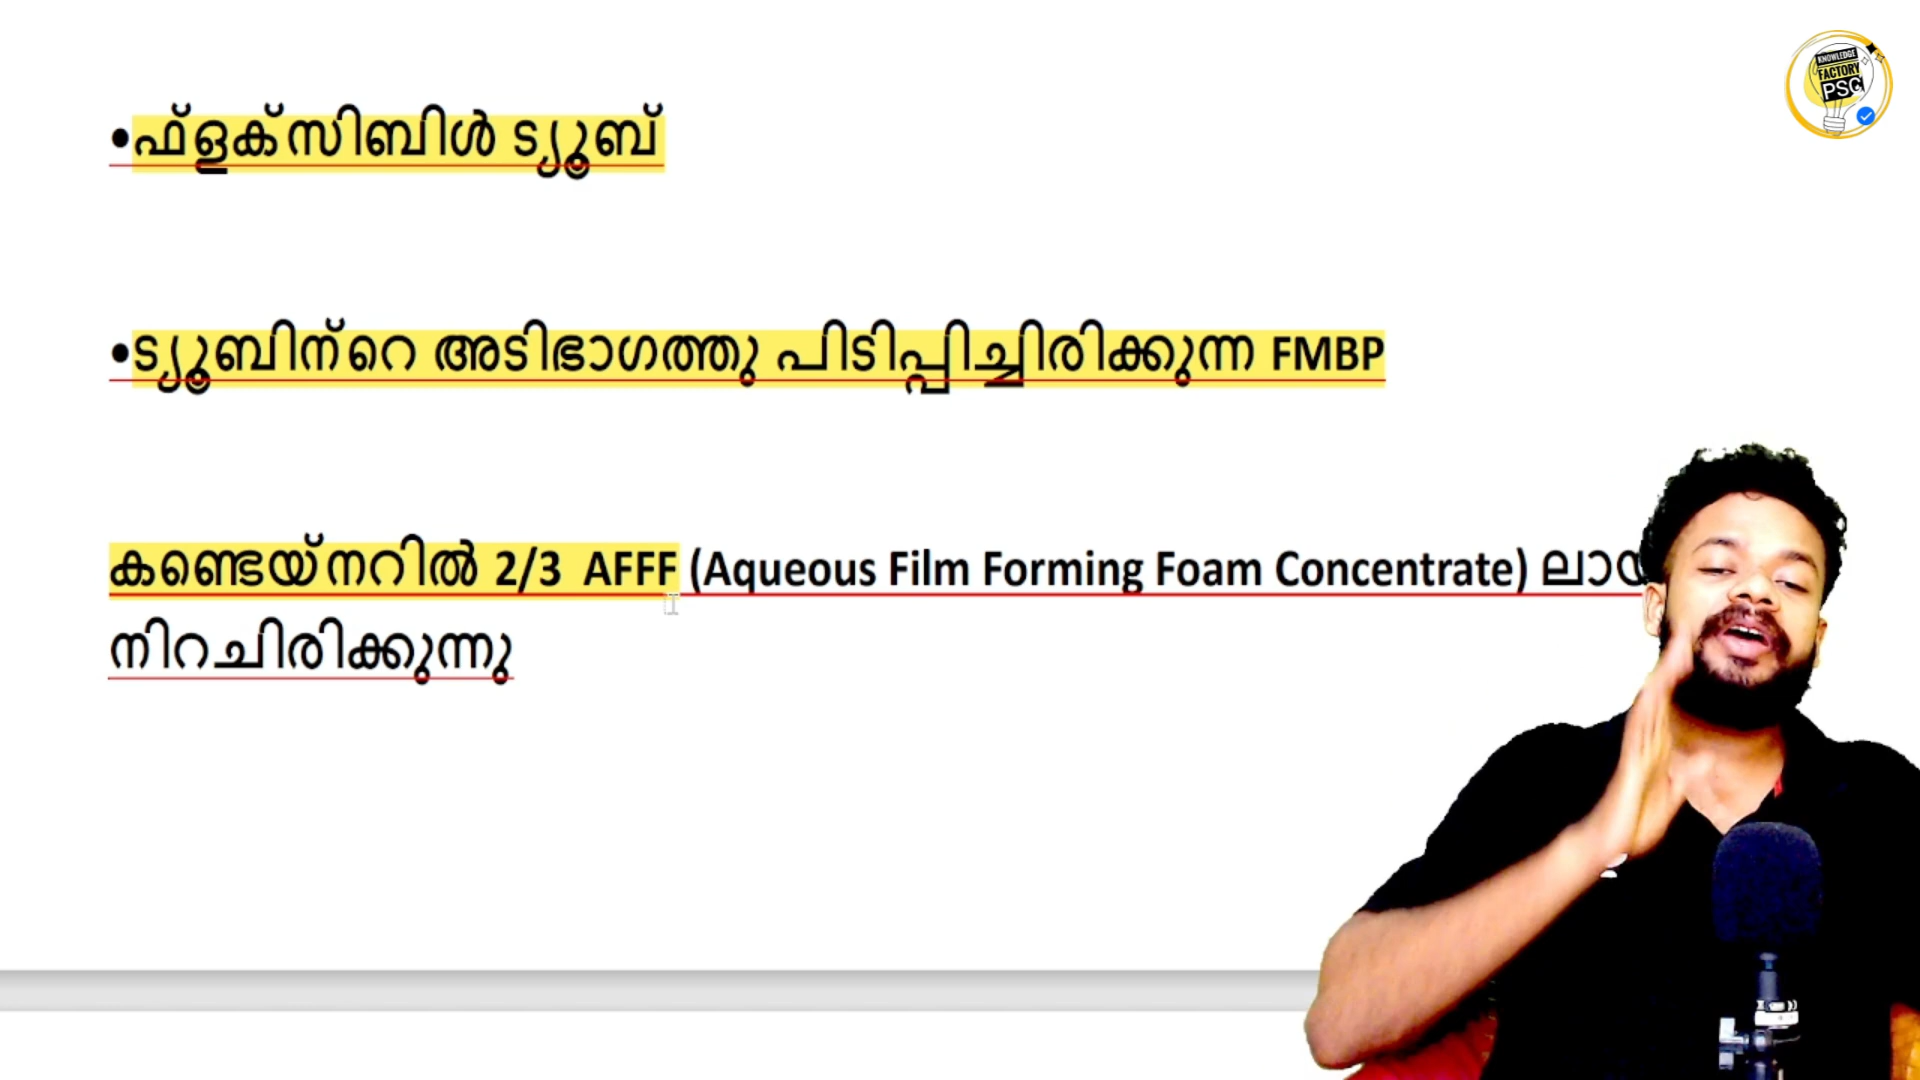 KNOWLEDGE
FACTORY
PSC
•ഫ്ളക്സിബിൾ ട്യൂബ്
•ട്യൂബിന്റെ അടിഭാഗത്തു പിടിപ്പിച്ചിരിക്കുന്ന FMBP
കണ്ടെയ്നറിൽ 2/3 AFFF (Aqueous Film Forming Foam Concentrate)
നിറചിരിക്കുന്നു